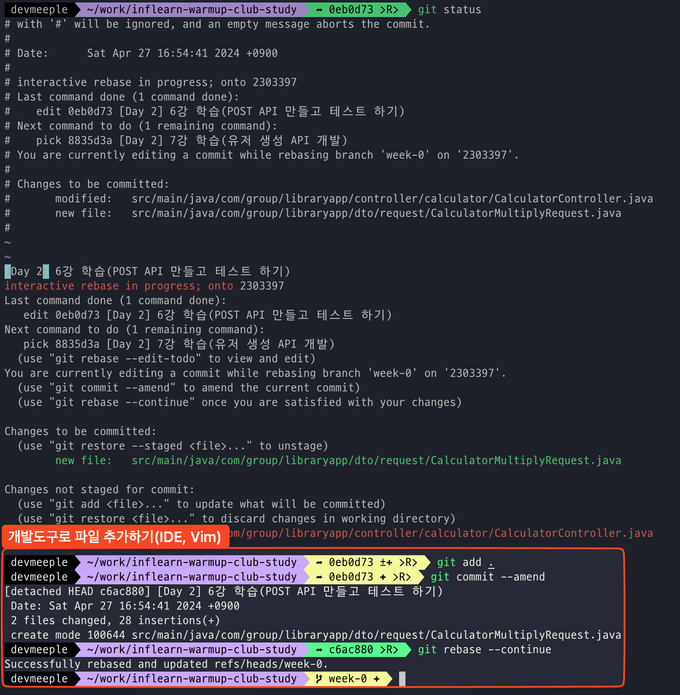 devmeeple ~/work/inflearn-warmup-club-study ➦ 0eb0d73 >R> git status
# with '#' will be ignored, and an empty message aborts the commit.
#
# Date:      Sat Apr 27 16:54:41 2024 +0900
#
# interactive rebase in progress; onto 2303397
# Last command done (1 command done):
#    edit 0eb0d73 [Day 2] 6강 학습(POST API 만들고 테스트 하기)
# Next command to do (1 remaining command):
#    pick 8835d3a [Day 2] 7강 학습(유저 생성 API 개발)
# You are currently editing a commit while rebasing branch 'week-0' on '2303397'.
#
# Changes to be committed:
#       modified:   src/main/java/com/group/libraryapp/controller/calculator/CalculatorController.java
#       new file:   src/main/java/com/group/libraryapp/dto/request/CalculatorMultiplyRequest.java
#
~
~
[Day 2] 6강 학습(POST API 만들고 테스트 하기)
interactive rebase in progress; onto 2303397
Last command done (1 command done):
   edit 0eb0d73 [Day 2] 6강 학습(POST API 만들고 테스트 하기)
Next command to do (1 remaining command):
   pick 8835d3a [Day 2] 7강 학습(유저 생성 API 개발)
  (use "git rebase --edit-todo" to view and edit)
You are currently editing a commit while rebasing branch 'week-0' on '2303397'.
  (use "git commit --amend" to amend the current commit)
  (use "git rebase --continue" once you are satisfied with your changes)

Changes to be committed:
  (use "git restore --staged <file>..." to unstage)
        new file:   src/main/java/com/group/libraryapp/dto/request/CalculatorMultiplyRequest.java

Changes not staged for commit:
  (use "git add <file>..." to update what will be committed)
  (use "git restore <file>..." to discard changes in working directory)
개발도구로 파일 추가하기(IDE, Vim) group/libraryapp/controller/calculator/CalculatorController.java
devmeeple ~/work/inflearn-warmup-club-study ➦ 0eb0d73 ±+ >R> git add .
devmeeple ~/work/inflearn-warmup-club-study ➦ 0eb0d73 + >R> git commit --amend
[detached HEAD c6ac880] [Day 2] 6강 학습(POST API 만들고 테스트 하기)
 Date: Sat Apr 27 16:54:41 2024 +0900
 2 files changed, 28 insertions(+)
 create mode 100644 src/main/java/com/group/libraryapp/dto/request/CalculatorMultiplyRequest.java
devmeeple ~/work/inflearn-warmup-club-study ➦ c6ac880 >R> git rebase --continue
Successfully rebased and updated refs/heads/week-0.
devmeeple ~/work/inflearn-warmup-club-study week-0 +